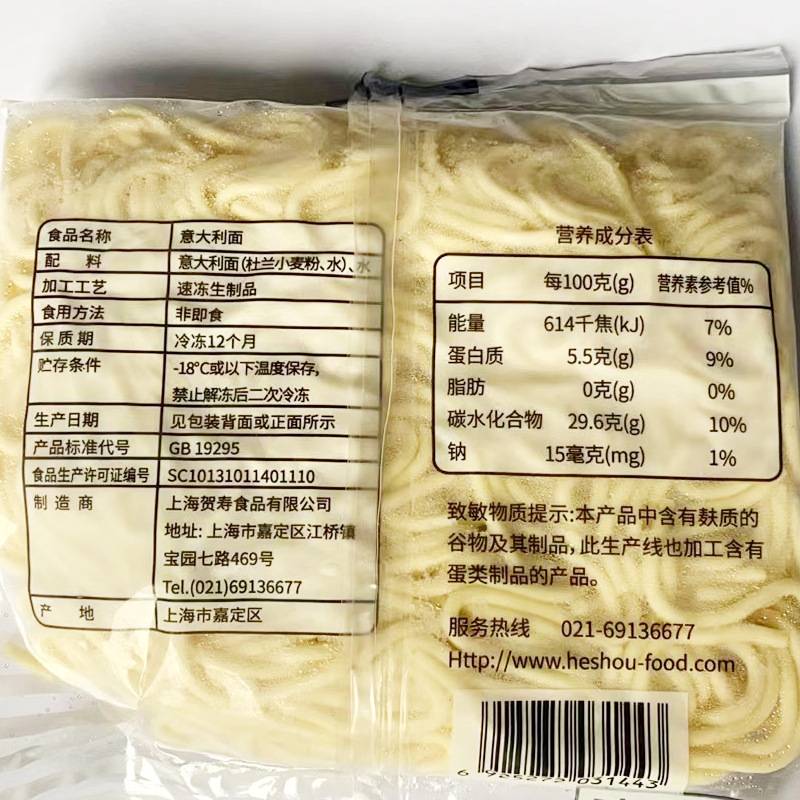 食品名称 意大利面
配 料 意大利面(杜兰小麦粉、水)、水
加工工艺 速冻生制品
食用方法 非即食
保质期 冷冻12个月
贮存条件 -18°C或以下温度保存,
禁止解冻后二次冷冻
生产日期 见包装背面或正面所示
产品标准代号 GB 19295
食品生产许可证编号 SC10131011401110
制造商 上海贺寿食品有限公司
地址: 上海市嘉定区江桥镇
宝园七路469号
Tel.(021)69136677
产 地 上海市嘉定区
营养成分表
项目 每100克(g) 营养素参考值%
能量 614千焦(kJ) 7%
蛋白质 5.5克(g) 9%
脂肪 0克(g) 0%
碳水化合物 29.6克(g) 10%
钠 15毫克(mg) 1%
致敏物质提示:本产品中含有麸质的
谷物及其制品,此生产线也加工含有
蛋类制品的产品。
服务热线 021-69136677
Http://www.heshou-food.com
031443